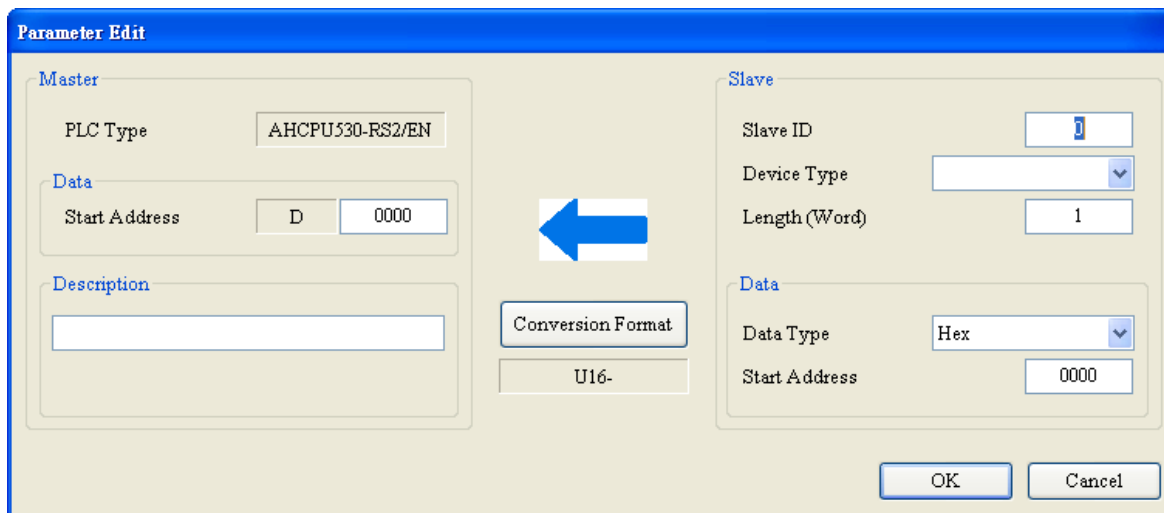 Parameter Edit
Master
PLC Type
AHCPU530-RS2/EN
Data
Start Address
D
0000
Description
Conversion Format
U16-
Slave
Slave ID
0
Device Type
Length (Word)
1
Data
Data Type
Hex
Start Address
0000
OK
Cancel